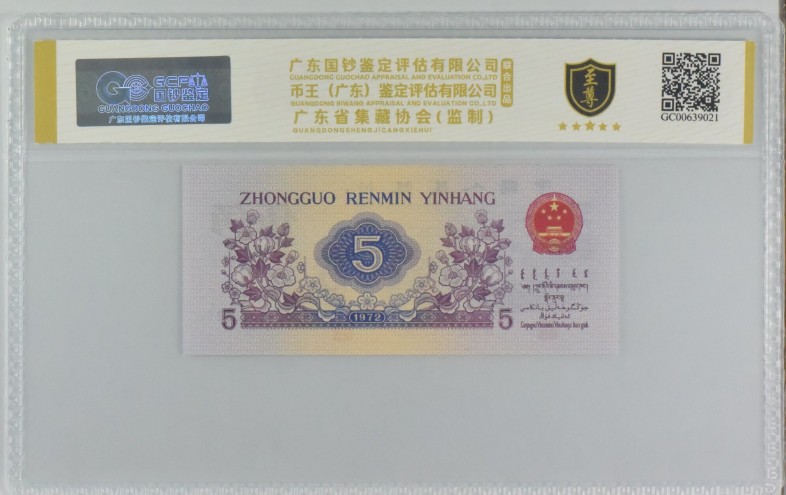 GCPA
国钞鉴定
GUANGDONG GUOCHAO
广东国钞鉴定评估有限公司
广东国钞鉴定评估有限公司
GUANGDONG GUOCHAO APPRAISAL AND EVALUATION CO.,LTD
币王（广东）鉴定评估有限公司
GUANGDONG BIWANG APPRAISAL AND EVALUATION CO.,LTD
广东省集藏协会(监制)
GUANGDONGSHENGJICANGXIEHUI
联合出品
至尊
GC00639021
ZHONGGUO RENMIN YINHANG
5
5
1972
5